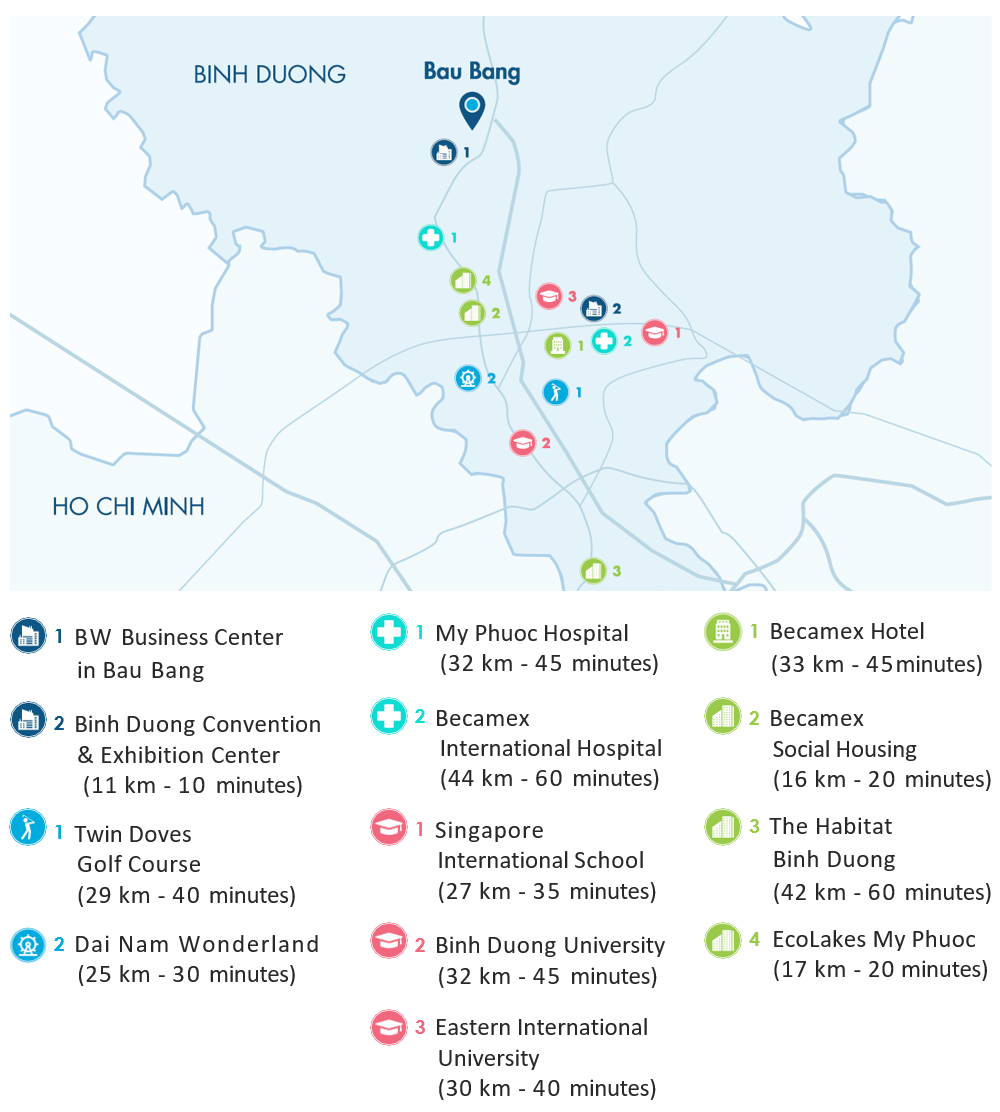 BINH DUONG
Bau Bang
1
1
4
3
2
2
1
2
1
2
1
2
HO CHI MINH
3
1 BW Business Center
in Bau Bang
2 Binh Duong Convention
& Exhibition Center
(11 km - 10 minutes)
1 Twin Doves
Golf Course
(29 km - 40 minutes)
2 Dai Nam Wonderland
(25 km - 30 minutes)
1 My Phuoc Hospital
(32 km - 45 minutes)
2 Becamex
International Hospital
(44 km - 60 minutes)
1 Singapore
International School
(27 km - 35 minutes)
2 Binh Duong University
(32 km - 45 minutes)
3 Eastern International
University
(30 km - 40 minutes)
1 Becamex Hotel
(33 km - 45minutes)
2 Becamex
Social Housing
(16 km - 20 minutes)
3 The Habitat
Binh Duong
(42 km - 60 minutes)
4 EcoLakes My Phuoc
(17 km - 20 minutes)